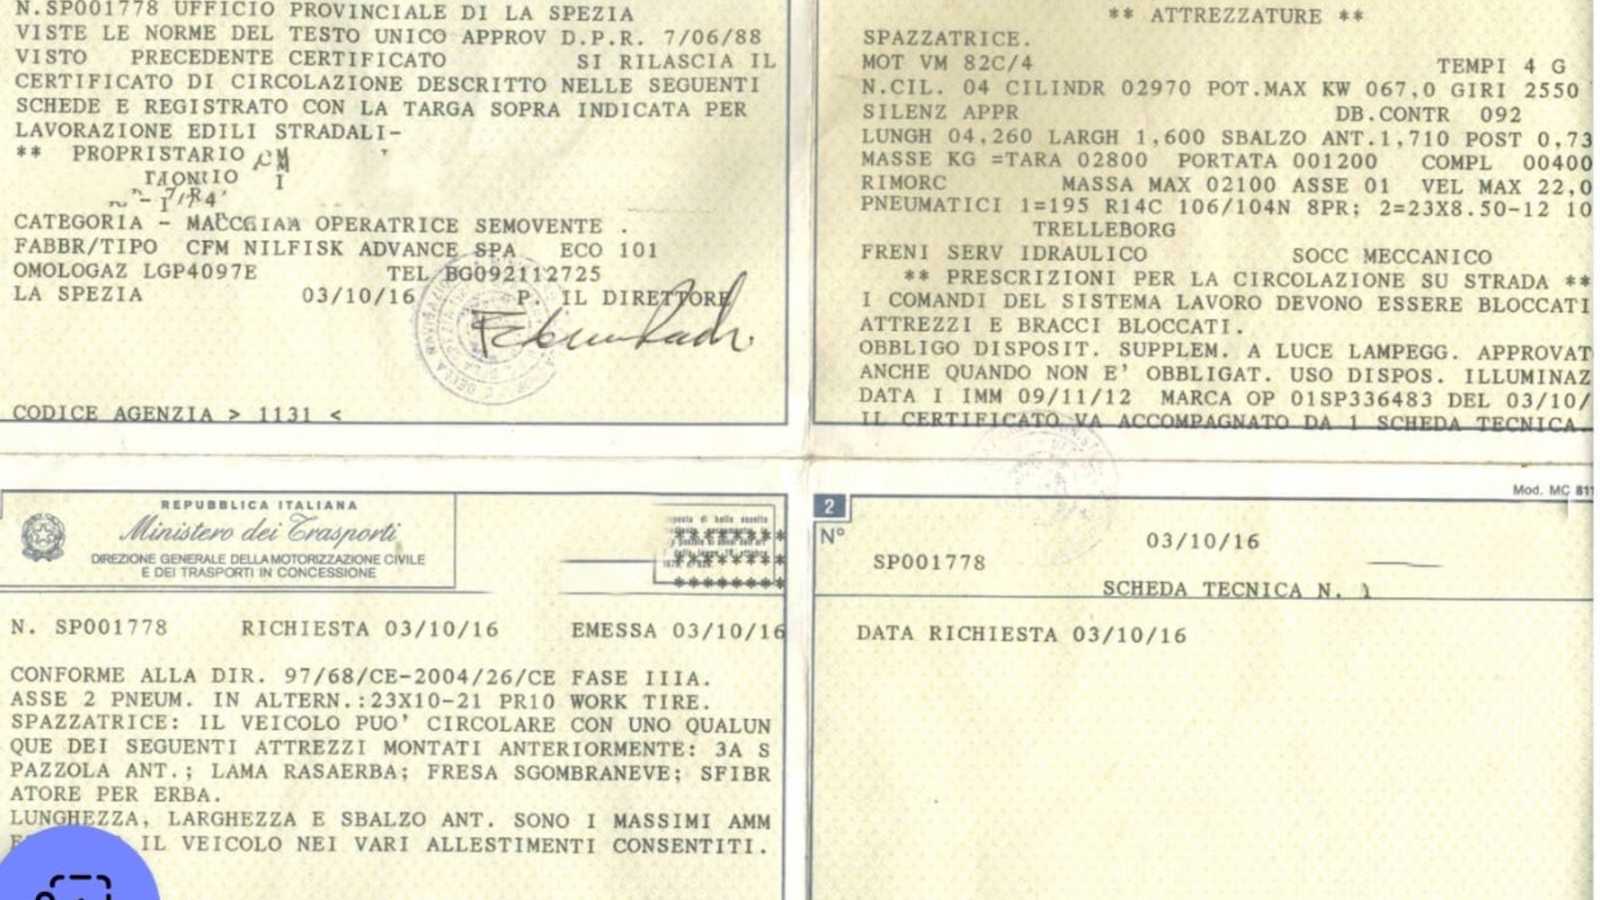 N.SP001778 UFFICIO PROVINCIALE DI LA SPEZIA
VISTE LE NORME DEL TESTO UNICO APPROV D.P.R. 7/06/88
VISTO PRECEDENTE CERTIFICATO SI RILASCIA IL
CERTIFICATO DI CIRCOLAZIONE DESCRITTO NELLE SEGUENTI
SCHEDE E REGISTRATO CON LA TARGA SOPRA INDICATA PER
LAVORAZIONE EDILI STRADALI-
** PROPRISTARIO
CATEGORIA - OPERATRICE SEMOVENTE .
FABBR/TIPO CFM NILFISK ADVANCE SPA ECO 101
OMOLOGAZ LGP4097E TEL BG092112725
LA SPEZIA 03/10/16 P. IL DIRETTORE
CODICE AGENZIA > 1131 <
** ATTREZZATURE **
SPAZZATRICE.
MOT VM 82C/4 TEMPI 4 G
N.CIL. 04 CILINDR 02970 POT.MAX KW 067,0 GIRI 2550
SILENZ APPR DB.CONTR 092
LUNGH 04,260 LARGH 1,600 SBALZO ANT.1,710 POST 0,73
MASSE KG =TARA 02800 PORTATA 001200 COMPL 00400
RIMORC MASSA MAX 02100 ASSE 01 VEL MAX 22,0
PNEUMATICI 1=195 R14C 106/104N 8PR; 2=23X8.50-12 10
TRELLEBORG
FRENI SERV IDRAULICO SOCC MECCANICO
** PRESCRIZIONI PER LA CIRCOLAZIONE SU STRADA **
I COMANDI DEL SISTEMA LAVORO DEVONO ESSERE BLOCCATI
ATTREZZI E BRACCI BLOCCATI.
OBBLIGO DISPOSIT. SUPPLEM. A LUCE LAMPEGG. APPROVAT
ANCHE QUANDO NON E' OBBLIGAT. USO DISPOS. ILLUMINAZ
DATA I IMM 09/11/12 MARCA OP 01SP336483 DEL 03/10/
IL CERTIFICATO VA ACCOMPAGNATO DA 1 SCHEDA TECNICA.
REPUBBLICA ITALIANA
Ministero dei Trasporti
DIREZIONE GENERALE DELLA MOTORIZZAZIONE CIVILE
E DEI TRASPORTI IN CONCESSIONE
N. SP001778 RICHIESTA 03/10/16 EMESSA 03/10/16
CONFORME ALLA DIR. 97/68/CE-2004/26/CE FASE IIIA.
ASSE 2 PNEUM. IN ALTERN.:23X10-21 PR10 WORK TIRE.
SPAZZATRICE: IL VEICOLO PUO' CIRCOLARE CON UNO QUALUN
QUE DEI SEGUENTI ATTREZZI MONTATI ANTERIORMENTE: 3A S
PAZZOLA ANT.; LAMA RASAERBA; FRESA SGOMBRANEVE; SFIBR
ATORE PER ERBA.
LUNGHEZZA, LARGHEZZA E SBALZO ANT. SONO I MASSIMI AMM
IL VEICOLO NEI VARI ALLESTIMENTI CONSENTITI.
Mod. MC 811
2
N°
SP001778 03/10/16
SCHEDA TECNICA N. 1
DATA RICHIESTA 03/10/16